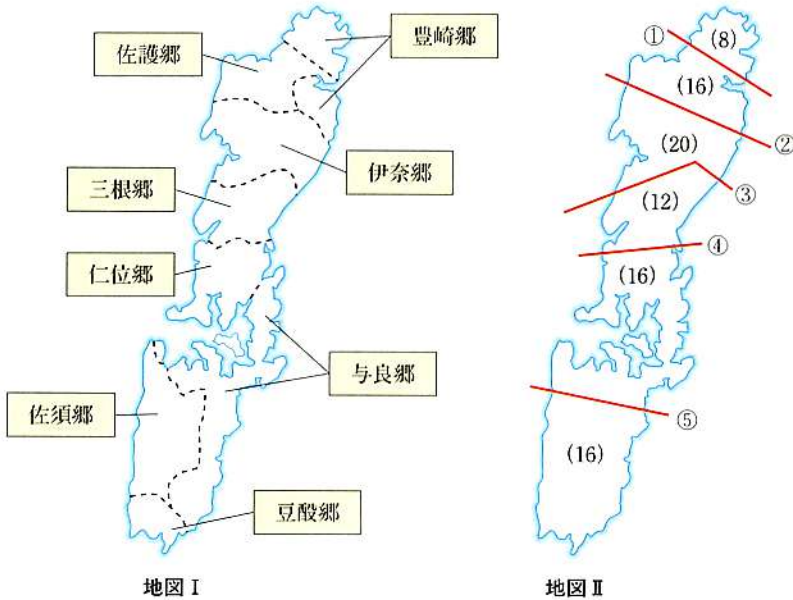 佐護郷
豊崎郷
伊奈郷
三根郷
仁位郷
与良郷
佐須郷
豆酘郷
地図Ⅰ
①
(8)
(16)
②
(20)
③
(12)
④
(16)
⑤
(16)
地図Ⅱ